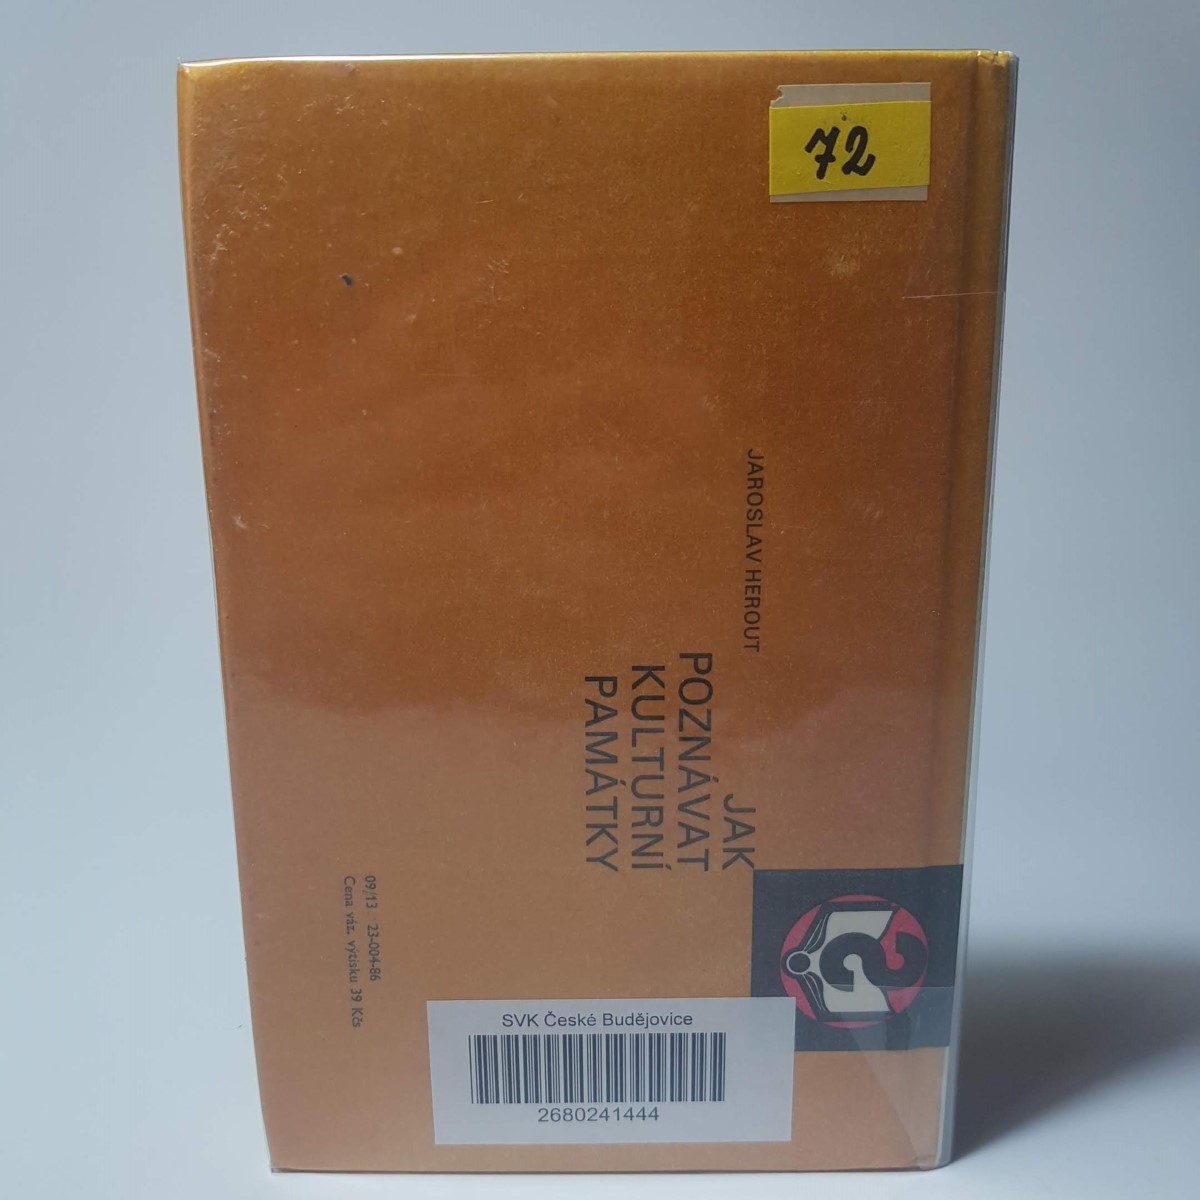 72
JAROSLAV HEROUT
JAK
POZNÁVAT
KULTURNÍ
PAMÁTKY
09/13 23-004-86
Cena váz. výtisku 39 Kčs
SVK České Budějovice
2680241444